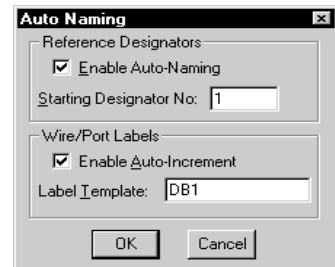 Auto Naming
Reference Designators
Enable Auto-Naming
Starting Designator No: 1
Wire/Port Labels
Enable Auto-Increment
Label Template: DB1
OK Cancel